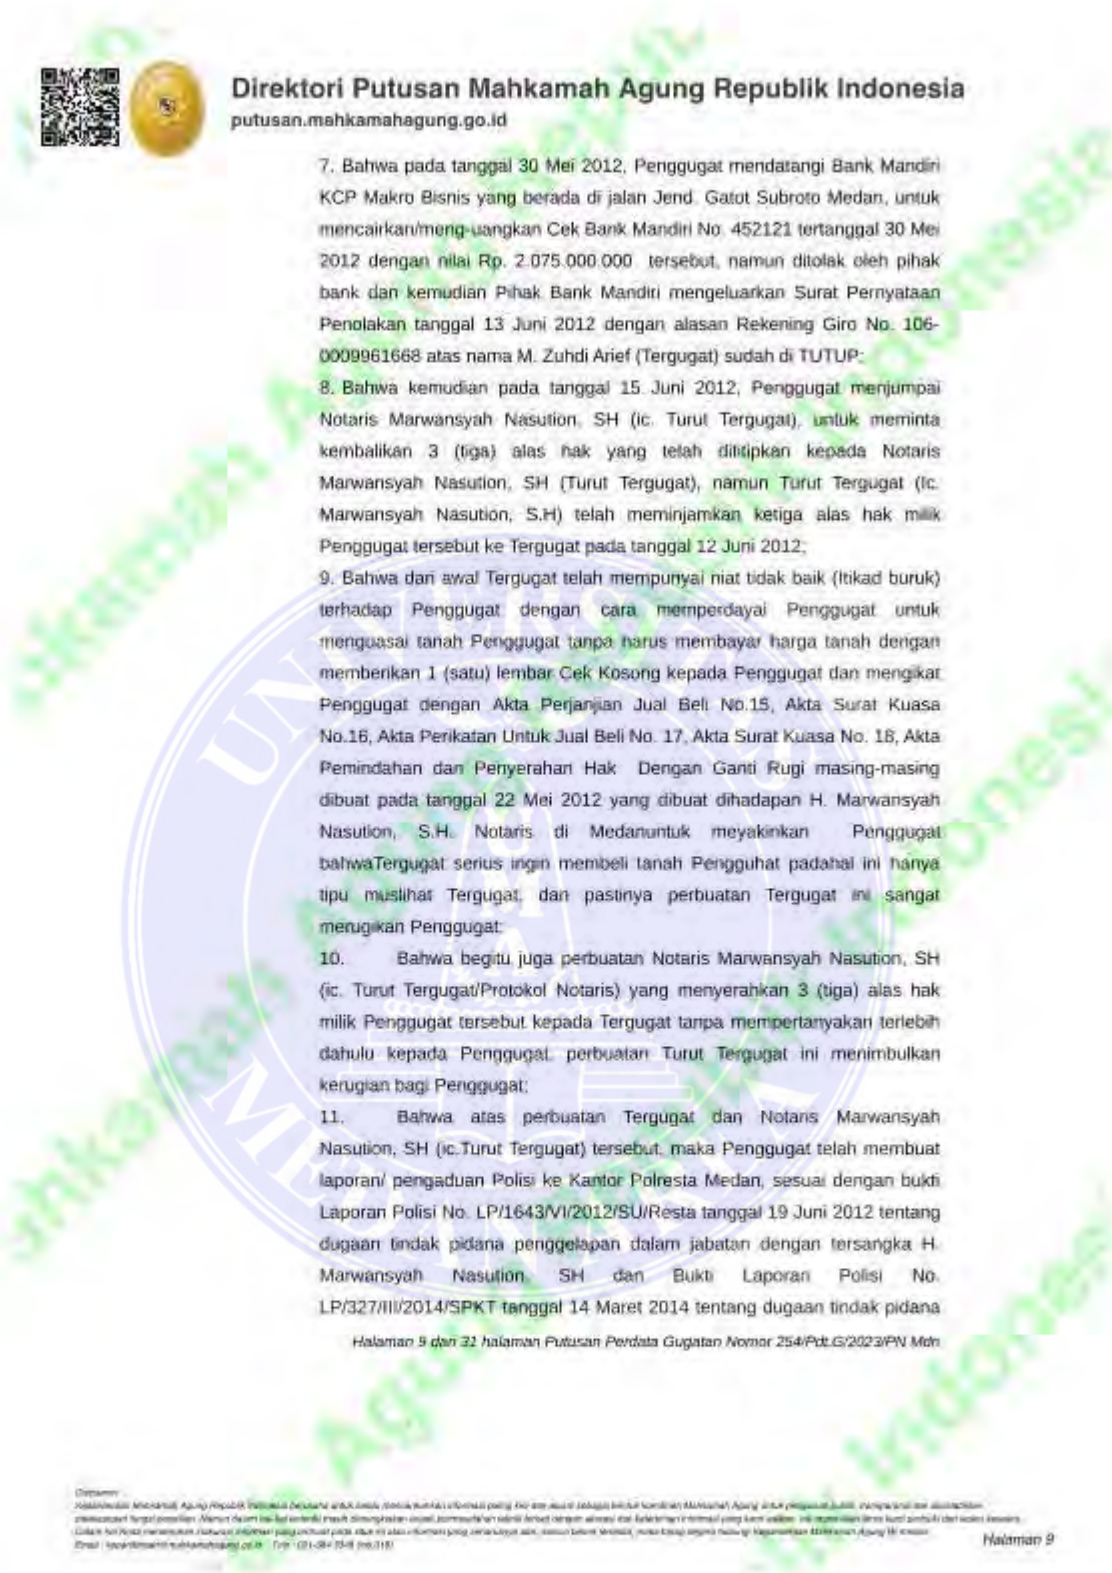 Direktori Putusan Mahkamah Agung Republik Indonesia
putusan.mahkamahagung.go.id
7. Bahwa pada tanggal 30 Mei 2012, Penggugat mendatangi Bank Mandiri
KCP Makro Bisnis yang berada di jalan Jend. Gatot Subroto Medan, untuk
mencairkan/meng-uangkan Cek Bank Mandiri No. 452121 tertanggal 30 Mei
2012 dengan nilai Rp. 2.075.000.000 tersebut, namun ditolak oleh pihak
bank dan kemudian Pihak Bank Mandiri mengeluarkan Surat Pernyataan
Penolakan tanggal 13 Juni 2012 dengan alasan Rekening Giro No. 106-
0009961668 atas nama M. Zuhdi Arief (Tergugat) sudah di TUTUP;
8. Bahwa kemudian pada tanggal 15 Juni 2012, Penggugat menjumpai
Notaris Marwansyah Nasution, SH (ic. Turut Tergugat), untuk meminta
kembalikan 3 (tiga) alas hak yang telah dititipkan kepada Notaris
Marwansyah Nasution, SH (Turut Tergugat), namun Turut Tergugat (Ic.
Marwansyah Nasution, S.H) telah meminjamkan ketiga alas hak milik
Penggugat tersebut ke Tergugat pada tanggal 12 Juni 2012;
9. Bahwa dari awal Tergugat telah mempunyai niat tidak baik (Itikad buruk)
terhadap Penggugat dengan cara memperdayai Penggugat untuk
menguasai tanah Penggugat tanpa harus membayar harga tanah dengan
memberikan 1 (satu) lembar Cek Kosong kepada Penggugat dan mengikat
Penggugat dengan Akta Perjanjian Jual Beli No.15, Akta Surat Kuasa
No.16, Akta Perikatan Untuk Jual Beli No. 17, Akta Surat Kuasa No. 18, Akta
Pemindahan dan Penyerahan Hak Dengan Ganti Rugi masing-masing
dibuat pada tanggal 22 Mei 2012 yang dibuat dihadapan H. Marwansyah
Nasution, S.H. Notaris di Medanuntuk meyakinkan Penggugat
bahwaTergugat serius ingin membeli tanah Pengguhat padahal ini hanya
tipu muslihat Tergugat, dan pastinya perbuatan Tergugat ini sangat
merugikan Penggugat;
10. Bahwa begitu juga perbuatan Notaris Marwansyah Nasution, SH
(ic. Turut Tergugat/Protokol Notaris) yang menyerahkan 3 (tiga) alas hak
milik Penggugat tersebut kepada Tergugat tanpa mempertanyakan terlebih
dahulu kepada Penggugat, perbuatan Turut Tergugat ini menimbulkan
kerugian bagi Penggugat;
11. Bahwa atas perbuatan Tergugat dan Notaris Marwansyah
Nasution, SH (ic.Turut Tergugat) tersebut, maka Penggugat telah membuat
laporan/ pengaduan Polisi ke Kantor Polresta Medan, sesuai dengan bukti
Laporan Polisi No. LP/1643/VI/2012/SU/Resta tanggal 19 Juni 2012 tentang
dugaan tindak pidana penggelapan dalam jabatan dengan tersangka H.
Marwansyah Nasution, SH dan Bukti Laporan Polisi No.
LP/327/III/2014/SPKT tanggal 14 Maret 2014 tentang dugaan tindak pidana
Halaman 9 dari 31 halaman Putusan Perdata Gugatan Nomor 254/Pdt.G/2023/PN Mdn
Disclaimer
Halaman 9